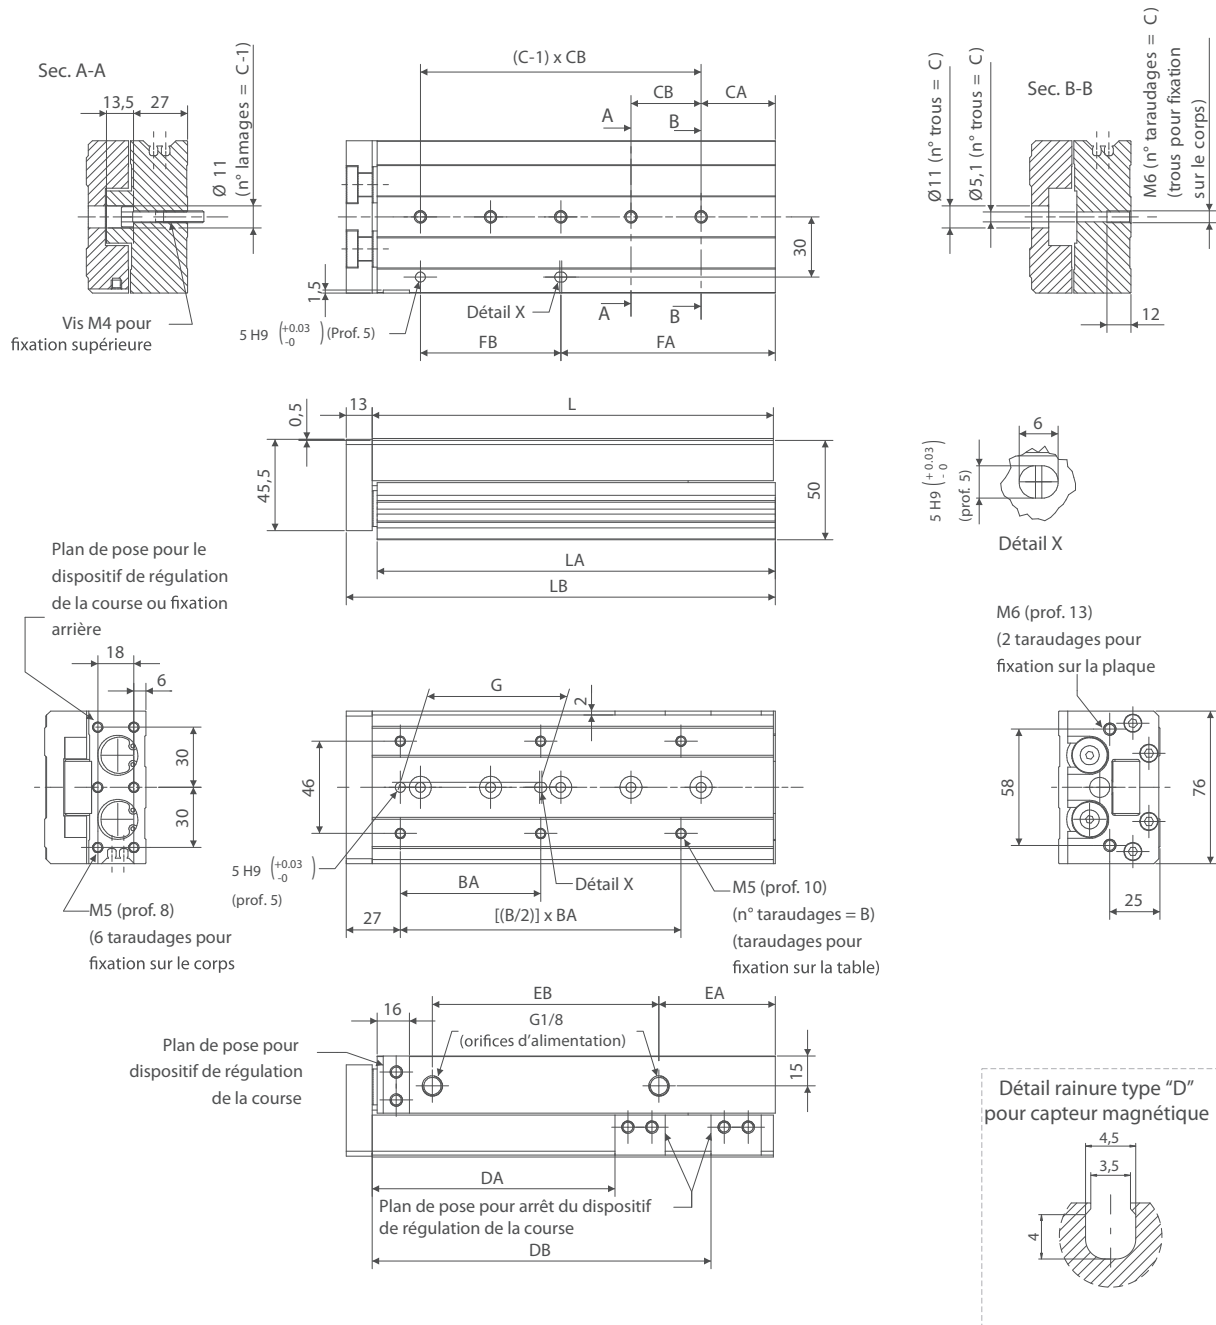 Sec. A-A
13,5
27
Ø 11
(n° lamages = C-1)
Vis M4 pour
fixation supérieure
(C-1) x CB
CB
CA
A
B
30
1,5
A
B
Détail X
5 H9 (+0.03 -0) (Prof. 5)
FB
FA
Sec. B-B
Ø11 (n° trous = C)
Ø5,1 (n° trous = C)
M6 (n° taraudages = C)
(trous pour fixation
sur le corps)
12
0,5
13
L
45,5
50
LA
LB
6
5 H9 (+ 0.03 - 0)
(prof. 5)
Détail X
Plan de pose pour le
dispositif de régulation
de la course ou fixation
arrière
18
6
30
30
M5 (prof. 8)
(6 taraudages pour
fixation sur le corps
G
2
46
5 H9 (+0.03 -0)
(prof. 5)
BA
Détail X
27
[(B/2)] x BA
M5 (prof. 10)
(n° taraudages = B)
(taraudages pour
fixation sur la table)
M6 (prof. 13)
(2 taraudages pour
fixation sur la plaque
58
76
25
EB
EA
16
G1/8
(orifices d'alimentation)
15
Plan de pose pour
dispositif de régulation
de la course
DA
Plan de pose pour arrêt du dispositif
de régulation de la course
DB
Détail rainure type “D”
pour capteur magnétique
4,5
3,5
4